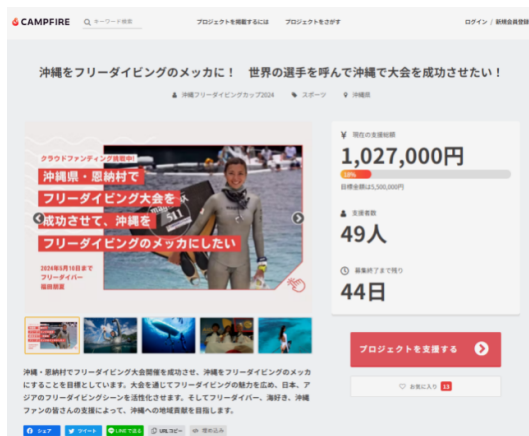 CAMPFIRE
キーワード検索
プロジェクトを掲載するには
プロジェクトをさがす
ログイン / 新規会員登録
沖縄をフリーダイビングのメッカに！ 世界の選手を呼んで沖縄で大会を成功させたい！
沖縄フリーダイビングカップ2024
スポーツ
沖縄県
クラウドファンディング挑戦中!
沖縄県・恩納村で
フリーダイビング大会を
成功させて、沖縄を
フリーダイビングのメッカにしたい
フリーダイバー
511
¥ 現在の支援総額
1,027,000円
18%
目標金額は5,500,000円
支援者数
49人
募集終了まで残り
44日
プロジェクトを支援する
お気に入り 13
沖縄・恩納村でフリーダイビング大会開催を成功させ、沖縄をフリーダイビングのメッカ
にすることを目標としています。大会を通じてフリーダイビングの魅力を広め、日本、ア
ジアのフリーダイビングシーンを活性化させます。そしてフリーダイバー、海好き、沖縄
ファンの皆さんの支援によって、沖縄への地域貢献を目指します。
シェア
ツイート
LINEで送る
URLコピー
埋め込み